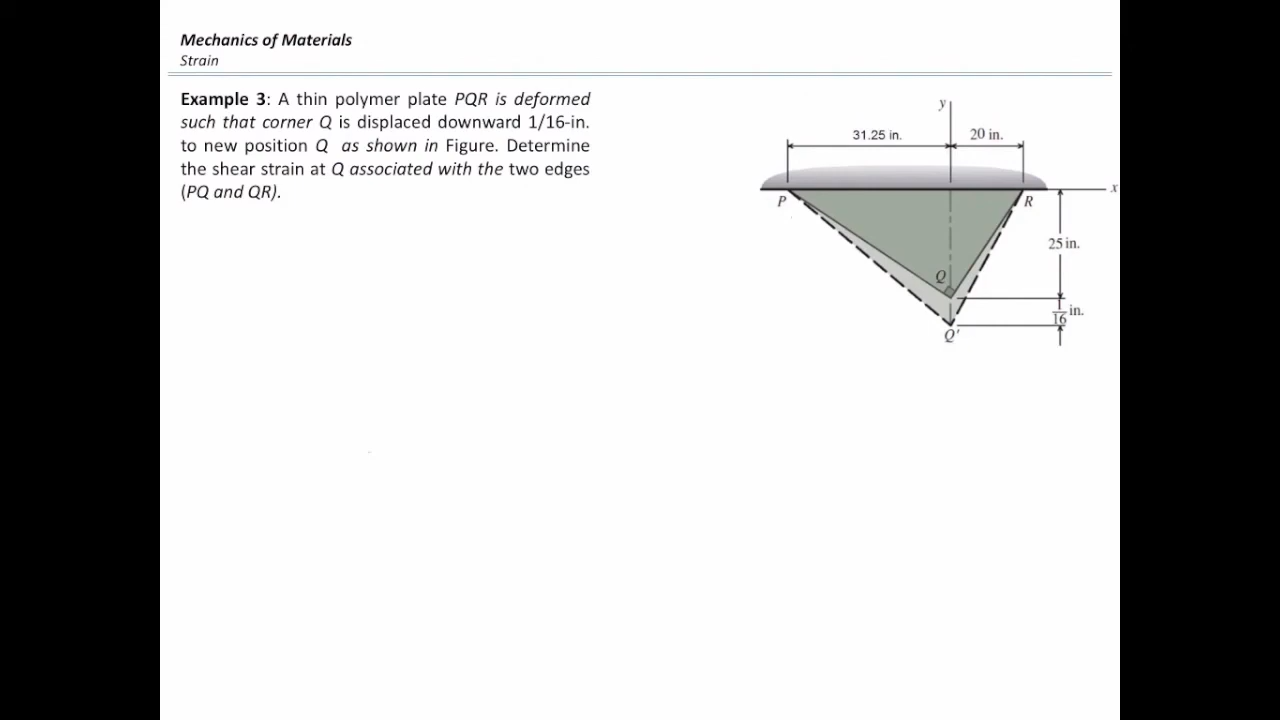 Mechanics of Materials
Strain
Example 3: A thin polymer plate PQR is deformed
such that corner Q is displaced downward 1/16-in.
to new position Q as shown in Figure. Determine
the shear strain at Q associated with the two edges
(PQ and QR).
y
31.25 in.
20 in.
x
P
R
25 in.
Q
1/16 in.
Q'